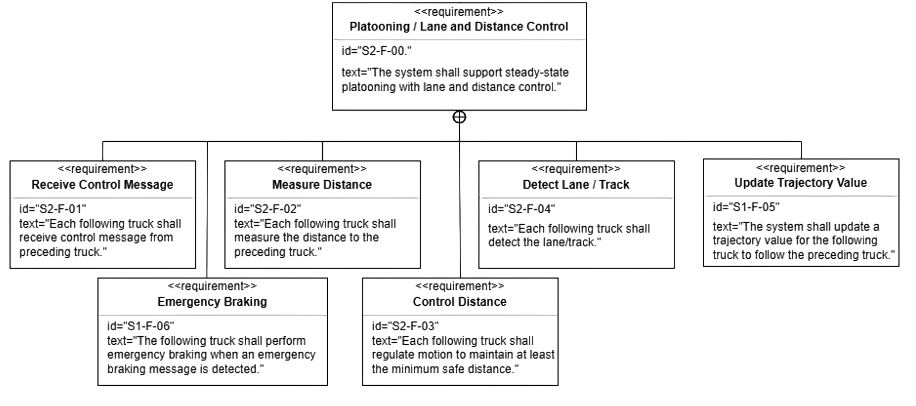 <<requirement>>
Platooning / Lane and Distance Control
id="S2-F-00."
text="The system shall support steady-state
platooning with lane and distance control."
<<requirement>>
Receive Control Message
id="S2-F-01"
text="Each following truck shall
receive control message from
preceding truck."
<<requirement>>
Measure Distance
id="S2-F-02"
text="Each following truck shall
measure the distance to the
preceding truck."
<<requirement>>
Detect Lane / Track
id="S2-F-04"
text="Each following truck shall
detect the lane/track."
<<requirement>>
Update Trajectory Value
id="S1-F-05"
text="The system shall update a
trajectory value for the following
truck to follow the preceding truck."
<<requirement>>
Emergency Braking
id="S1-F-06"
text="The following truck shall perform
emergency braking when an emergency
braking message is detected."
<<requirement>>
Control Distance
id="S2-F-03"
text="Each following truck shall
regulate motion to maintain at least
the minimum safe distance."